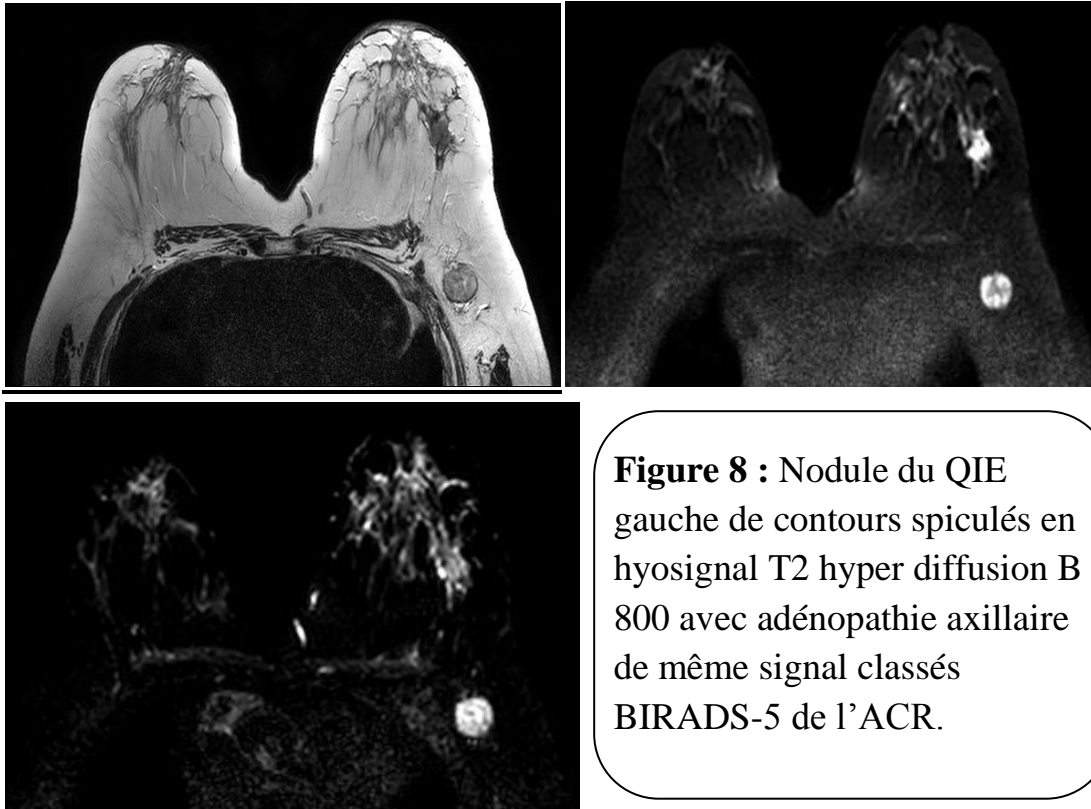 Figure 8 : Nodule du QIE
gauche de contours spiculés en
hyosignal T2 hyper diffusion B
800 avec adénopathie axillaire
de même signal classés
BIRADS-5 de l’ACR.